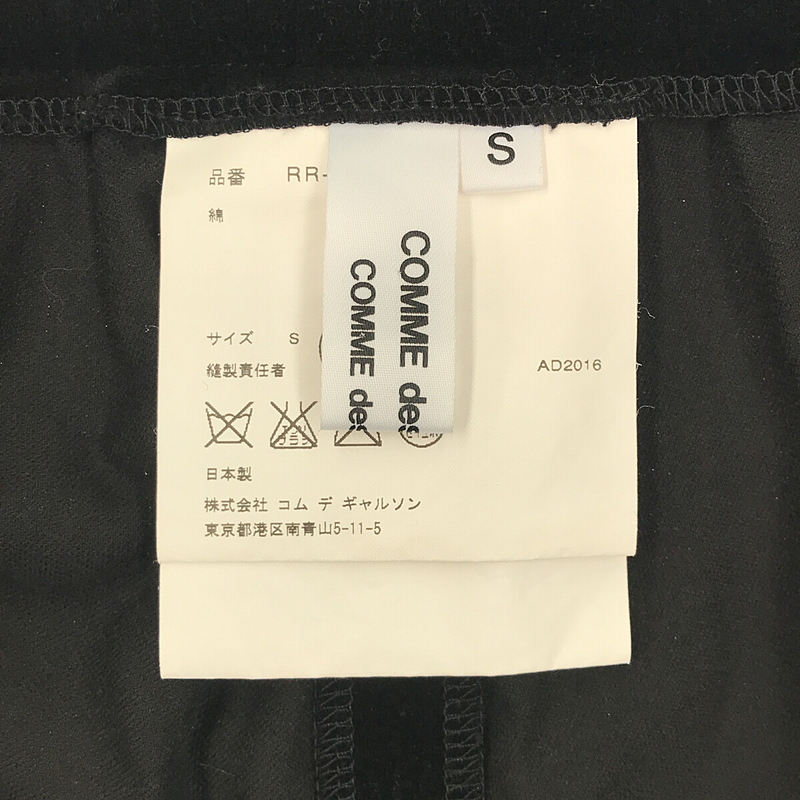 S
品番 RR-
綿
COMME des
COMME des
サイズ S
縫製責任者
AD2016
日本製
株式会社 コム デ ギャルソン
東京都港区南青山5-11-5